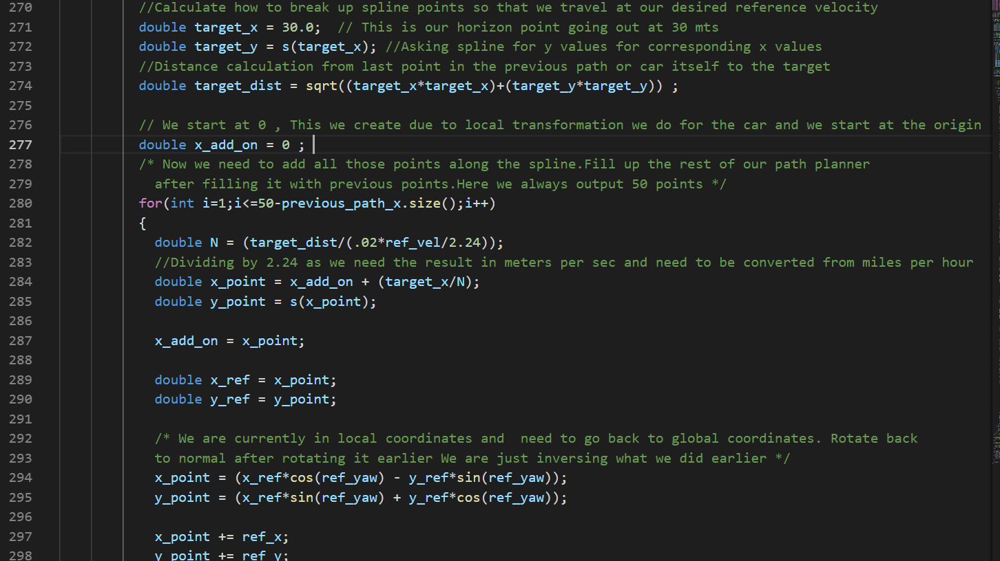 270 //Calculate how to break up spline points so that we travel at our desired reference velocity
271 double target_x = 30.0;  // This is our horizon point going out at 30 mts
272 double target_y = s(target_x); //Asking spline for y values for corresponding x values
273 //Distance calculation from last point in the previous path or car itself to the target
274 double target_dist = sqrt((target_x*target_x)+(target_y*target_y)) ;
275
276 // We start at 0 , This we create due to local transformation we do for the car and we start at the origin
277 double x_add_on = 0 ;
278 /* Now we need to add all those points along the spline.Fill up the rest of our path planner
279   after filling it with previous points.Here we always output 50 points */
280 for(int i=1;i<=50-previous_path_x.size();i++)
281 {
282   double N = (target_dist/(.02*ref_vel/2.24));
283   //Dividing by 2.24 as we need the result in meters per sec and need to be converted from miles per hour
284   double x_point = x_add_on + (target_x/N);
285   double y_point = s(x_point);
286
287   x_add_on = x_point;
288
289   double x_ref = x_point;
290   double y_ref = y_point;
291
292   /* We are currently in local coordinates and  need to go back to global coordinates. Rotate back
293   to normal after rotating it earlier We are just inversing what we did earlier */
294   x_point = (x_ref*cos(ref_yaw) - y_ref*sin(ref_yaw));
295   y_point = (x_ref*sin(ref_yaw) + y_ref*cos(ref_yaw));
296
297   x_point += ref_x;
298   y_point += ref_y;